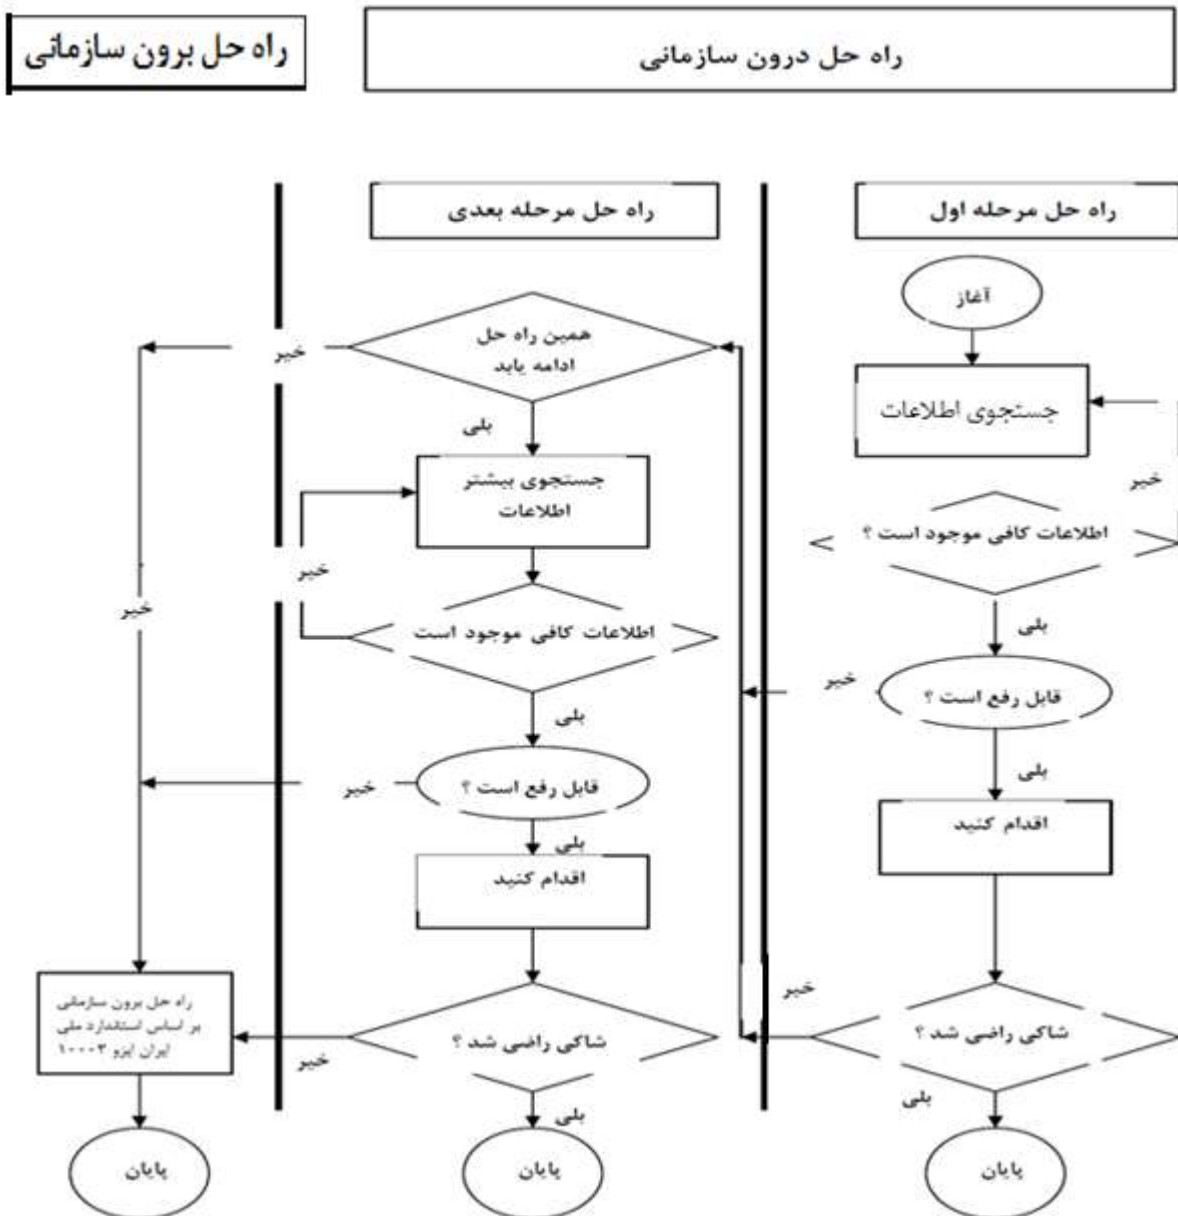 راه حل درون سازمانی
راه حل برون سازمانی
راه حل مرحله اول
آغاز
جستجوی اطلاعات
خیر
اطلاعات کافی موجود است ؟
بلی
قابل رفع است ؟
خیر
بلی
اقدام کنید
خیر
شاکی راضی شد ؟
بلی
پایان
راه حل مرحله بعدی
همین راه حل
ادامه یابد
خیر
بلی
جستجوی بیشتر
اطلاعات
خیر
اطلاعات کافی موجود است
بلی
قابل رفع است ؟
خیر
بلی
اقدام کنید
شاکی راضی شد ؟
خیر
بلی
پایان
خیر
راه حل برون سازمانی
بر اساس استاندارد ملی
ایران ایزو ۱۰۰۰۳
پایان